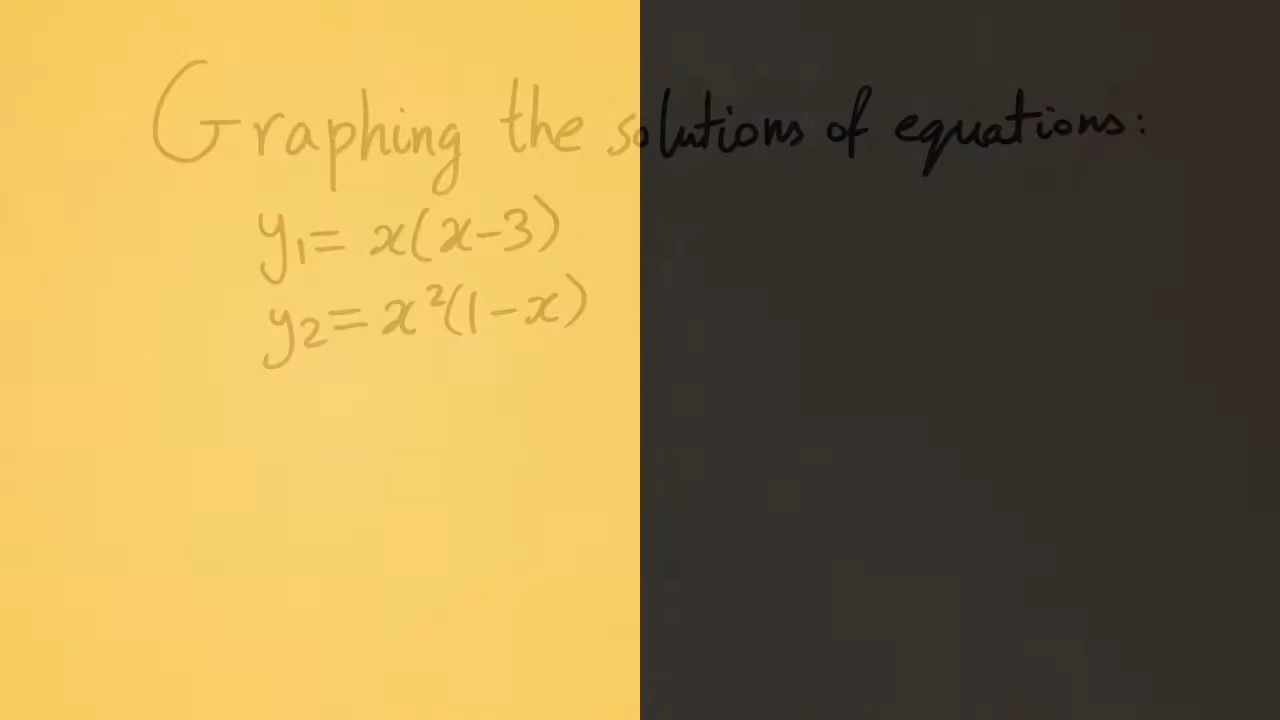 Graphing the solutions of equations:
y₁= x(x-3)
y₂= x²(1-x)